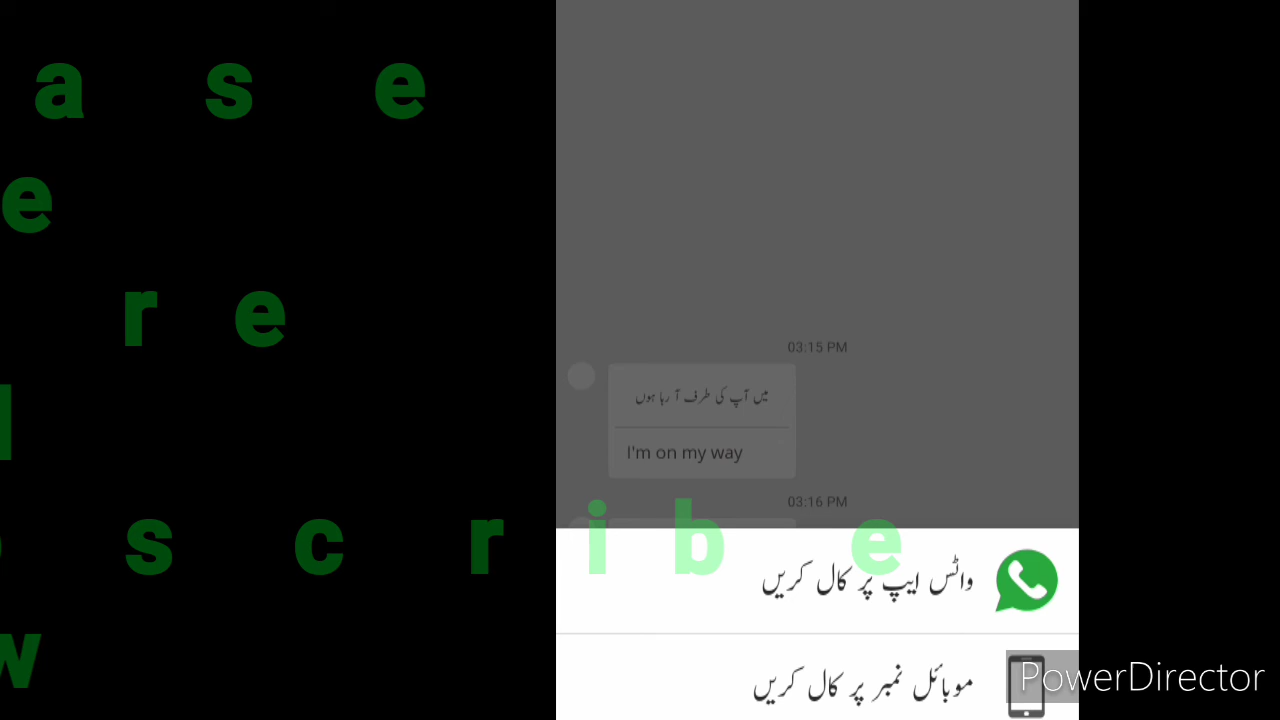 a s e
e
r e
s c r i b e
w
03:15 PM
میں آپ کی طرف آ رہا ہوں
I'm on my way
03:16 PM
واٹس ایپ پر کال کریں
موبائل نمبر پر کال کریں
PowerDirector